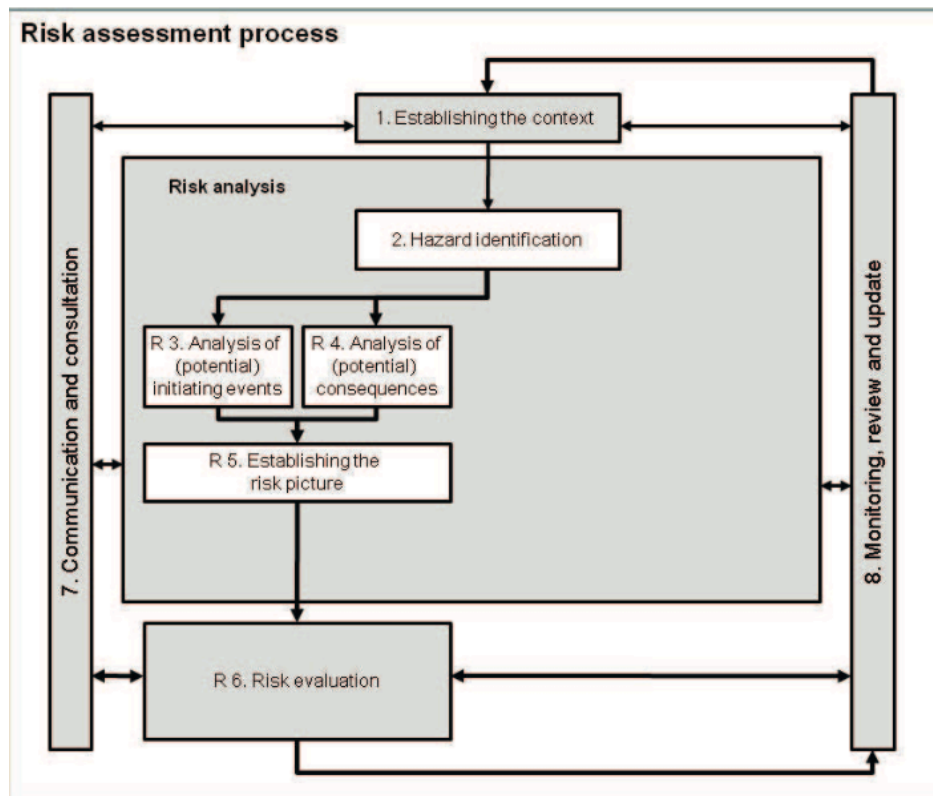 Risk assessment process
1. Establishing the context
Risk analysis
2. Hazard identification
R 3. Analysis of
(potential)
initiating events
R 4. Analysis of
(potential)
consequences
R 5. Establishing the
risk picture
R 6. Risk evaluation
7. Communication and consultation
8. Monitoring, review and update